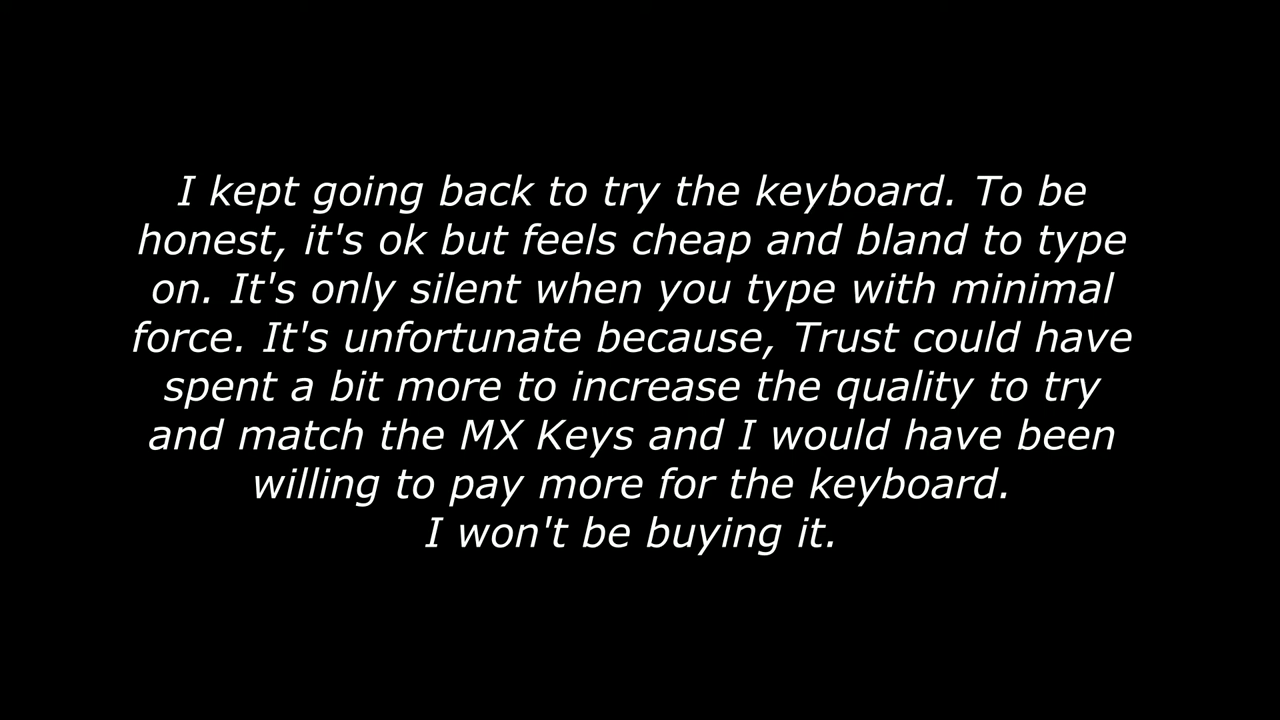 I kept going back to try the keyboard. To be
honest, it's ok but feels cheap and bland to type
on. It's only silent when you type with minimal
force. It's unfortunate because, Trust could have
spent a bit more to increase the quality to try
and match the MX Keys and I would have been
willing to pay more for the keyboard.
I won't be buying it.